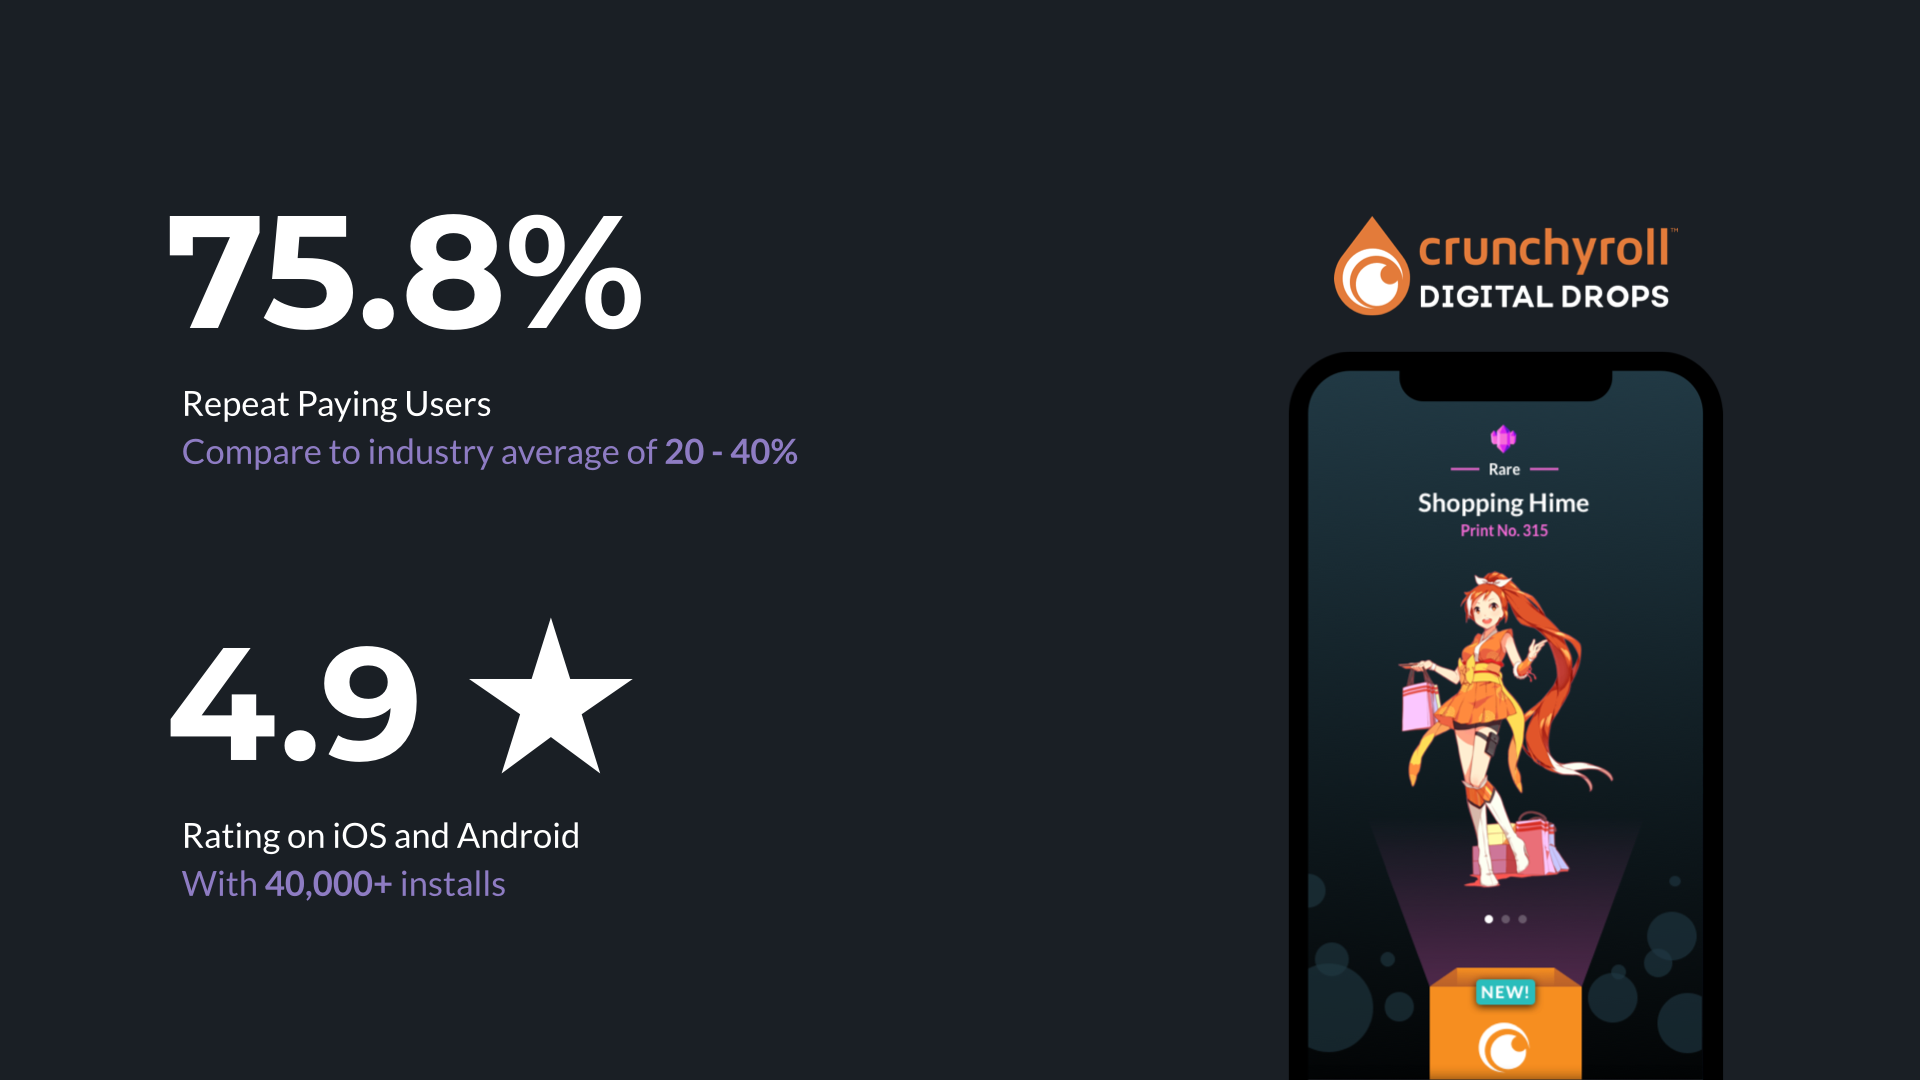 75.8%
Repeat Paying Users
Compare to industry average of 20 - 40%
4.9
Rating on iOS and Android
With 40,000+ installs
crunchyroll™
DIGITAL DROPS
Rare
Shopping Hime
Print No. 315
NEW!